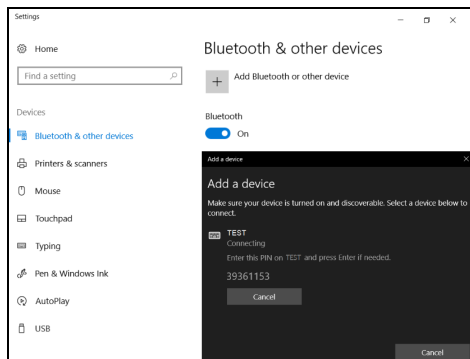 Settings
Home
Find a setting
Devices
Bluetooth & other devices
Printers & scanners
Mouse
Touchpad
Typing
Pen & Windows Ink
AutoPlay
USB
Bluetooth & other devices
Add Bluetooth or other device
Bluetooth
On
Add a device
Add a device
Make sure your device is turned on and discoverable. Select a device below to
connect.
TEST
Connecting
Enter this PIN on TEST and press Enter if needed.
39361153
Cancel
Cancel